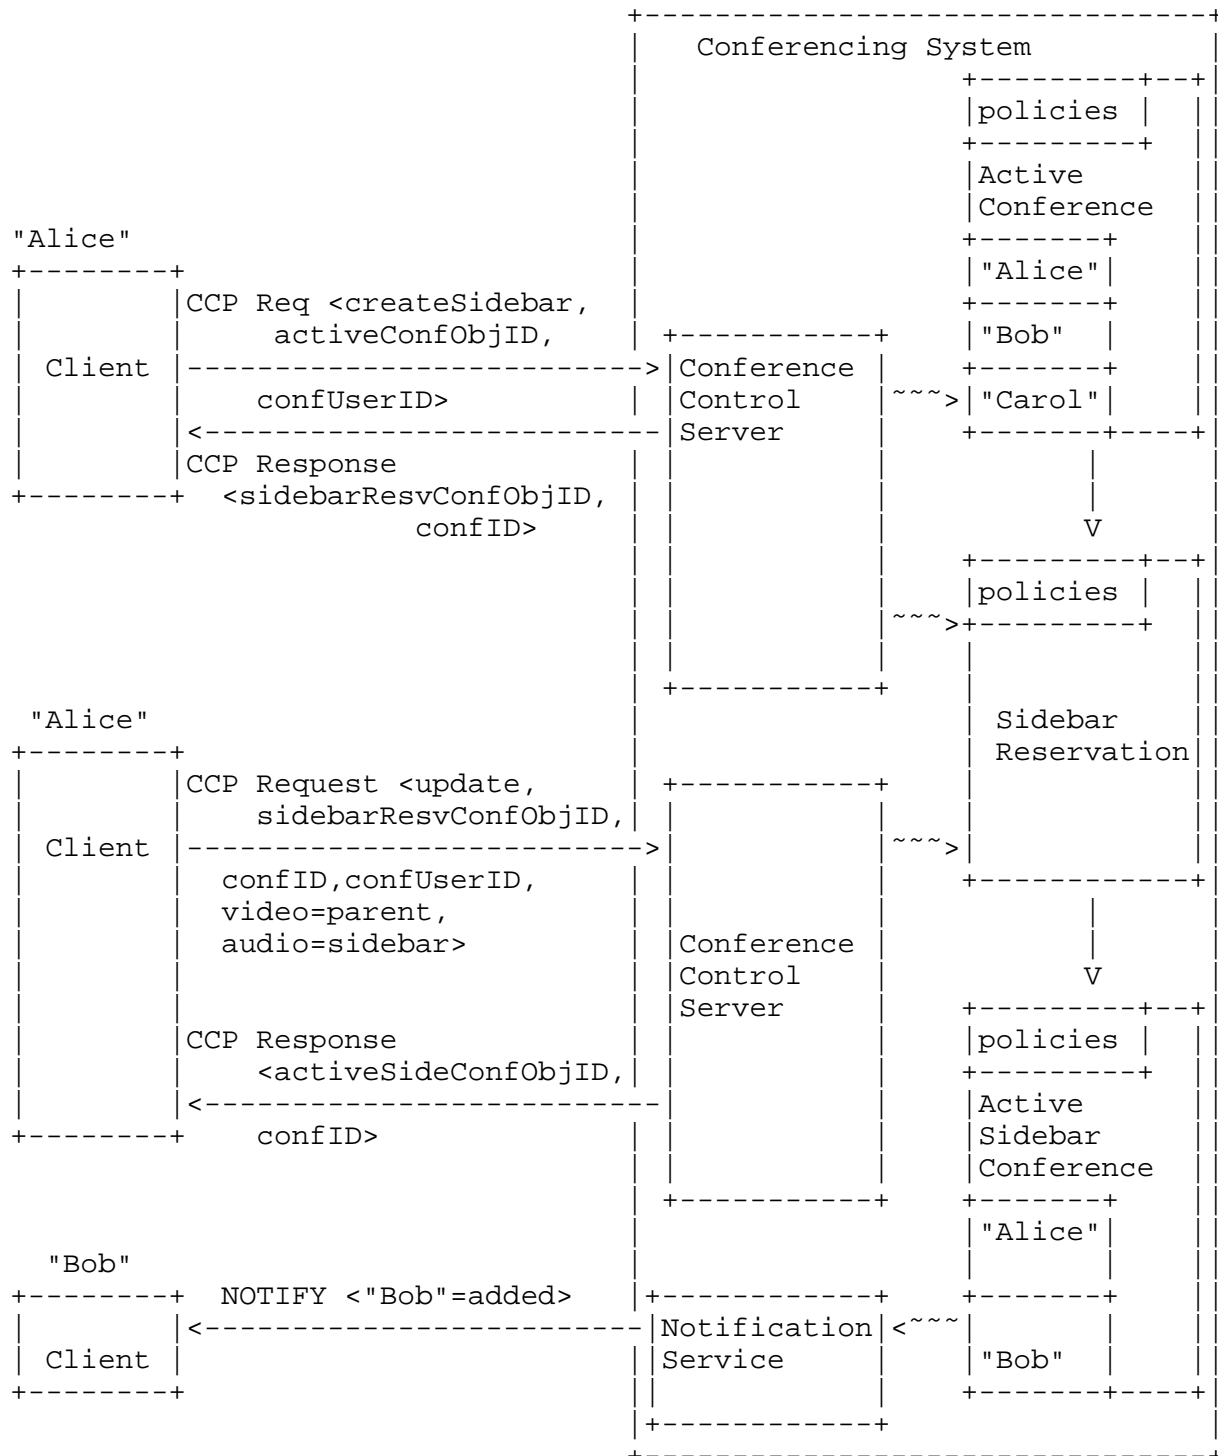 Conferencing System
policies
Active
Conference
"Alice"
"Alice"
CCP Req <createSidebar,
activeConfObjID,
"Bob"
Client
Conference
confUserID>
Control
~~~>
"Carol"
Server
CCP Response
<sidebarResvConfObjID,
confID>
V
policies
~~~>
"Alice"
Sidebar
Reservation
CCP Request <update,
sidebarResvConfObjID,
Client
~~~>
confID,confUserID,
video=parent,
audio=sidebar>
Conference
Control
V
Server
CCP Response
policies
<activeSideConfObjID,
Active
confID>
Sidebar
Conference
"Alice"
"Bob"
NOTIFY <"Bob"=added>
Notification
<~~~
Client
Service
"Bob"